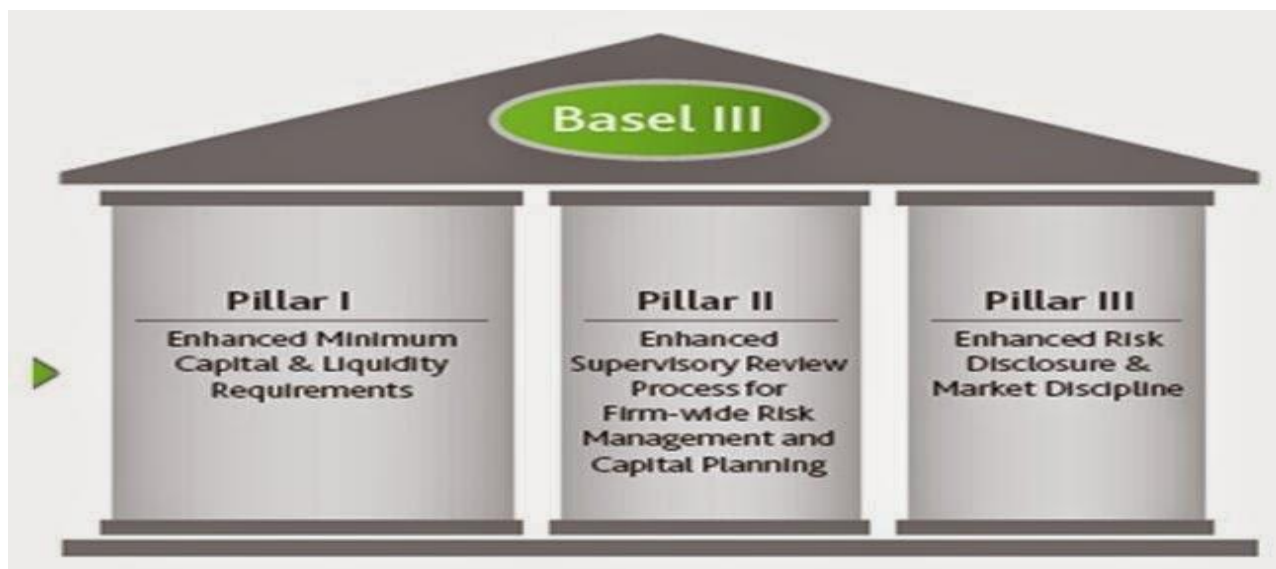 Basel III
Pillar I
Enhanced Minimum
Capital & Liquidity
Requirements
Pillar II
Enhanced
Supervisory Review
Process for
Firm-wide Risk
Management and
Capital Planning
Pillar III
Enhanced Risk
Disclosure &
Market Discipline